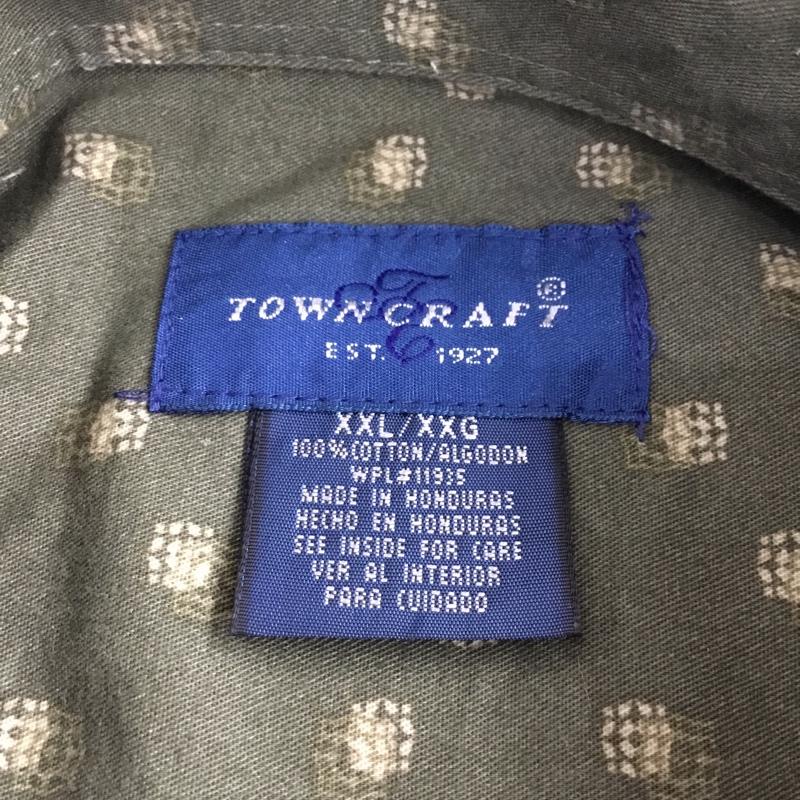 TOWNCRAFT®
EST. 1927
XXL/XXG
100%COTTON/ALGODON
WPL#11935
MADE IN HONDURAS
HECHO EN HONDURAS
SEE INSIDE FOR CARE
VER AL INTERIOR
PARA CUIDADO